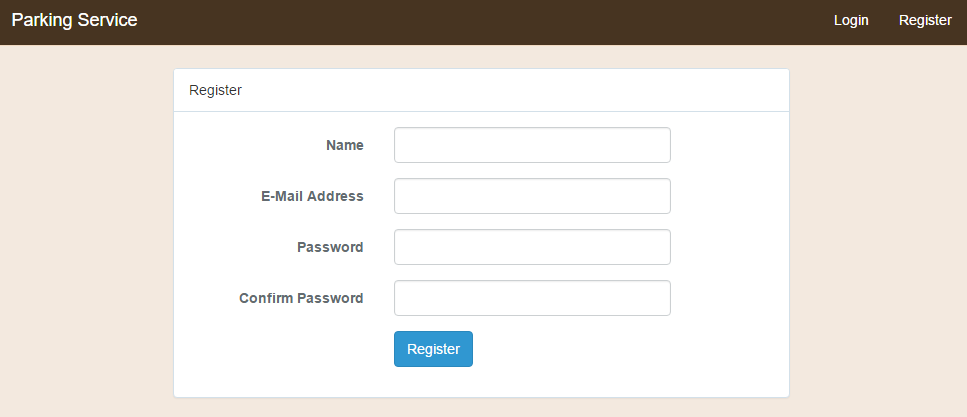 Parking Service
Login
Register
Register
Name
E-Mail Address
Password
Confirm Password
Register